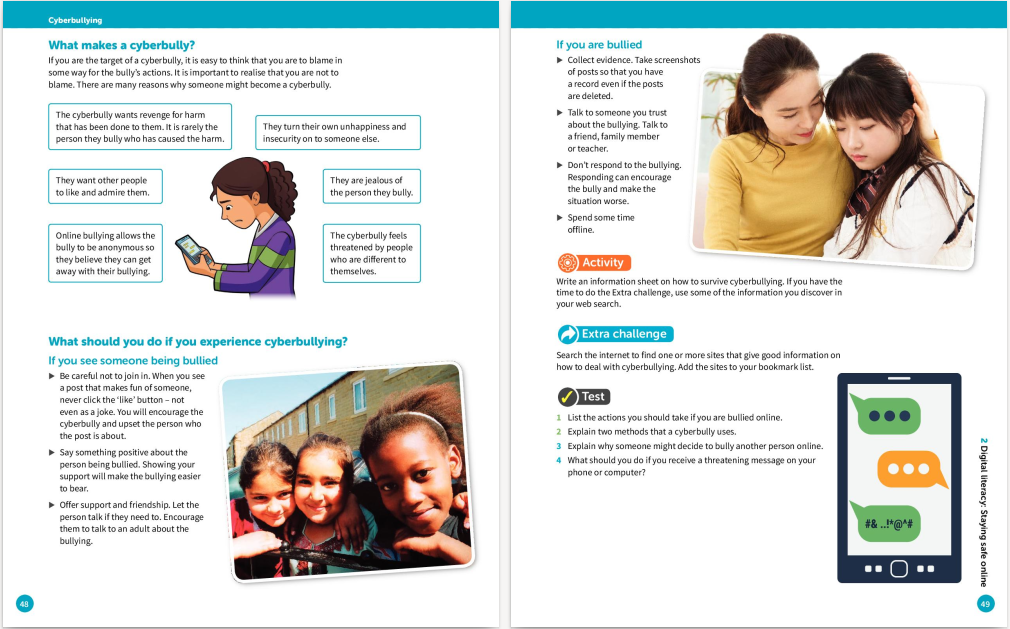 Cyberbullying
What makes a cyberbully?
If you are the target of a cyberbully, it is easy to think that you are to blame in
some way for the bully's actions. It is important to realise that you are not to
blame. There are many reasons why someone might become a cyberbully.
The cyberbully wants revenge for harm
that has been done to them. It is rarely the
person they bully who has caused the harm.
They turn their own unhappiness and
insecurity on to someone else.
They want other people
to like and admire them.
They are jealous of
the person they bully.
Online bullying allows the
bully to be anonymous so
they believe they can get
away with their bullying.
The cyberbully feels
threatened by people
who are different to
themselves.
What should you do if you experience cyberbullying?
If you see someone being bullied
▶ Be careful not to join in. When you see
a post that makes fun of someone,
never click the 'like' button – not
even as a joke. You will encourage the
cyberbully and upset the person who
the post is about.
▶ Say something positive about the
person being bullied. Showing your
support will make the bullying easier
to bear.
▶ Offer support and friendship. Let the
person talk if they need to. Encourage
them to talk to an adult about the
bullying.
48
If you are bullied
▶ Collect evidence. Take screenshots
of posts so that you have
a record even if the posts
are deleted.
▶ Talk to someone you trust
about the bullying. Talk to
a friend, family member
or teacher.
▶ Don't respond to the bullying.
Responding can encourage
the bully and make the
situation worse.
▶ Spend some time
offline.
Activity
Write an information sheet on how to survive cyberbullying. If you have the
time to do the Extra challenge, use some of the information you discover in
your web search.
Extra challenge
Search the internet to find one or more sites that give good information on
how to deal with cyberbullying. Add the sites to your bookmark list.
Test
1 List the actions you should take if you are bullied online.
2 Explain two methods that a cyberbully uses.
3 Explain why someone might decide to bully another person online.
4 What should you do if you receive a threatening message on your
phone or computer?
#& ..!*@^#
2 Digital literacy: Staying safe online
49